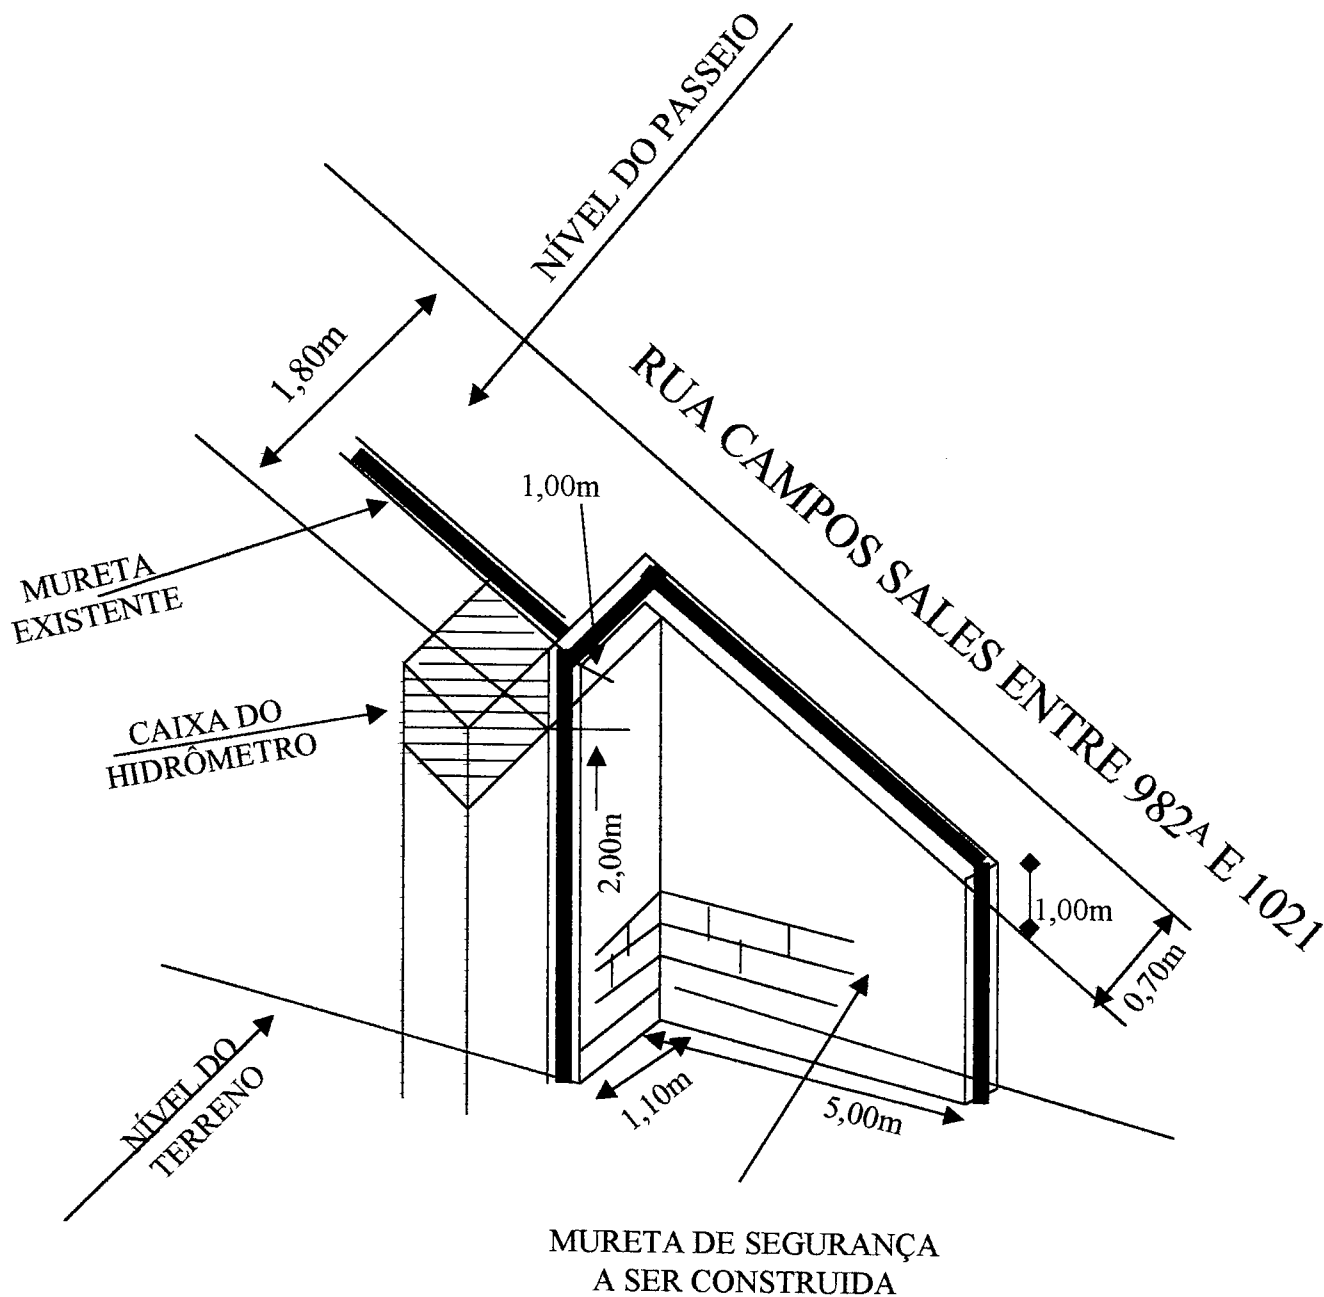 NÍVEL DO PASSEIO
1,80m
RUA CAMPOS SALES ENTRE 982ᴬ E 1021
1,00m
MURETA
EXISTENTE
CAIXA DO
HIDRÔMETRO
2,00m
1,00m
0,70m
NÍVEL DO
TERRENO
1,10m
5,00m
MURETA DE SEGURANÇA
A SER CONSTRUIDA